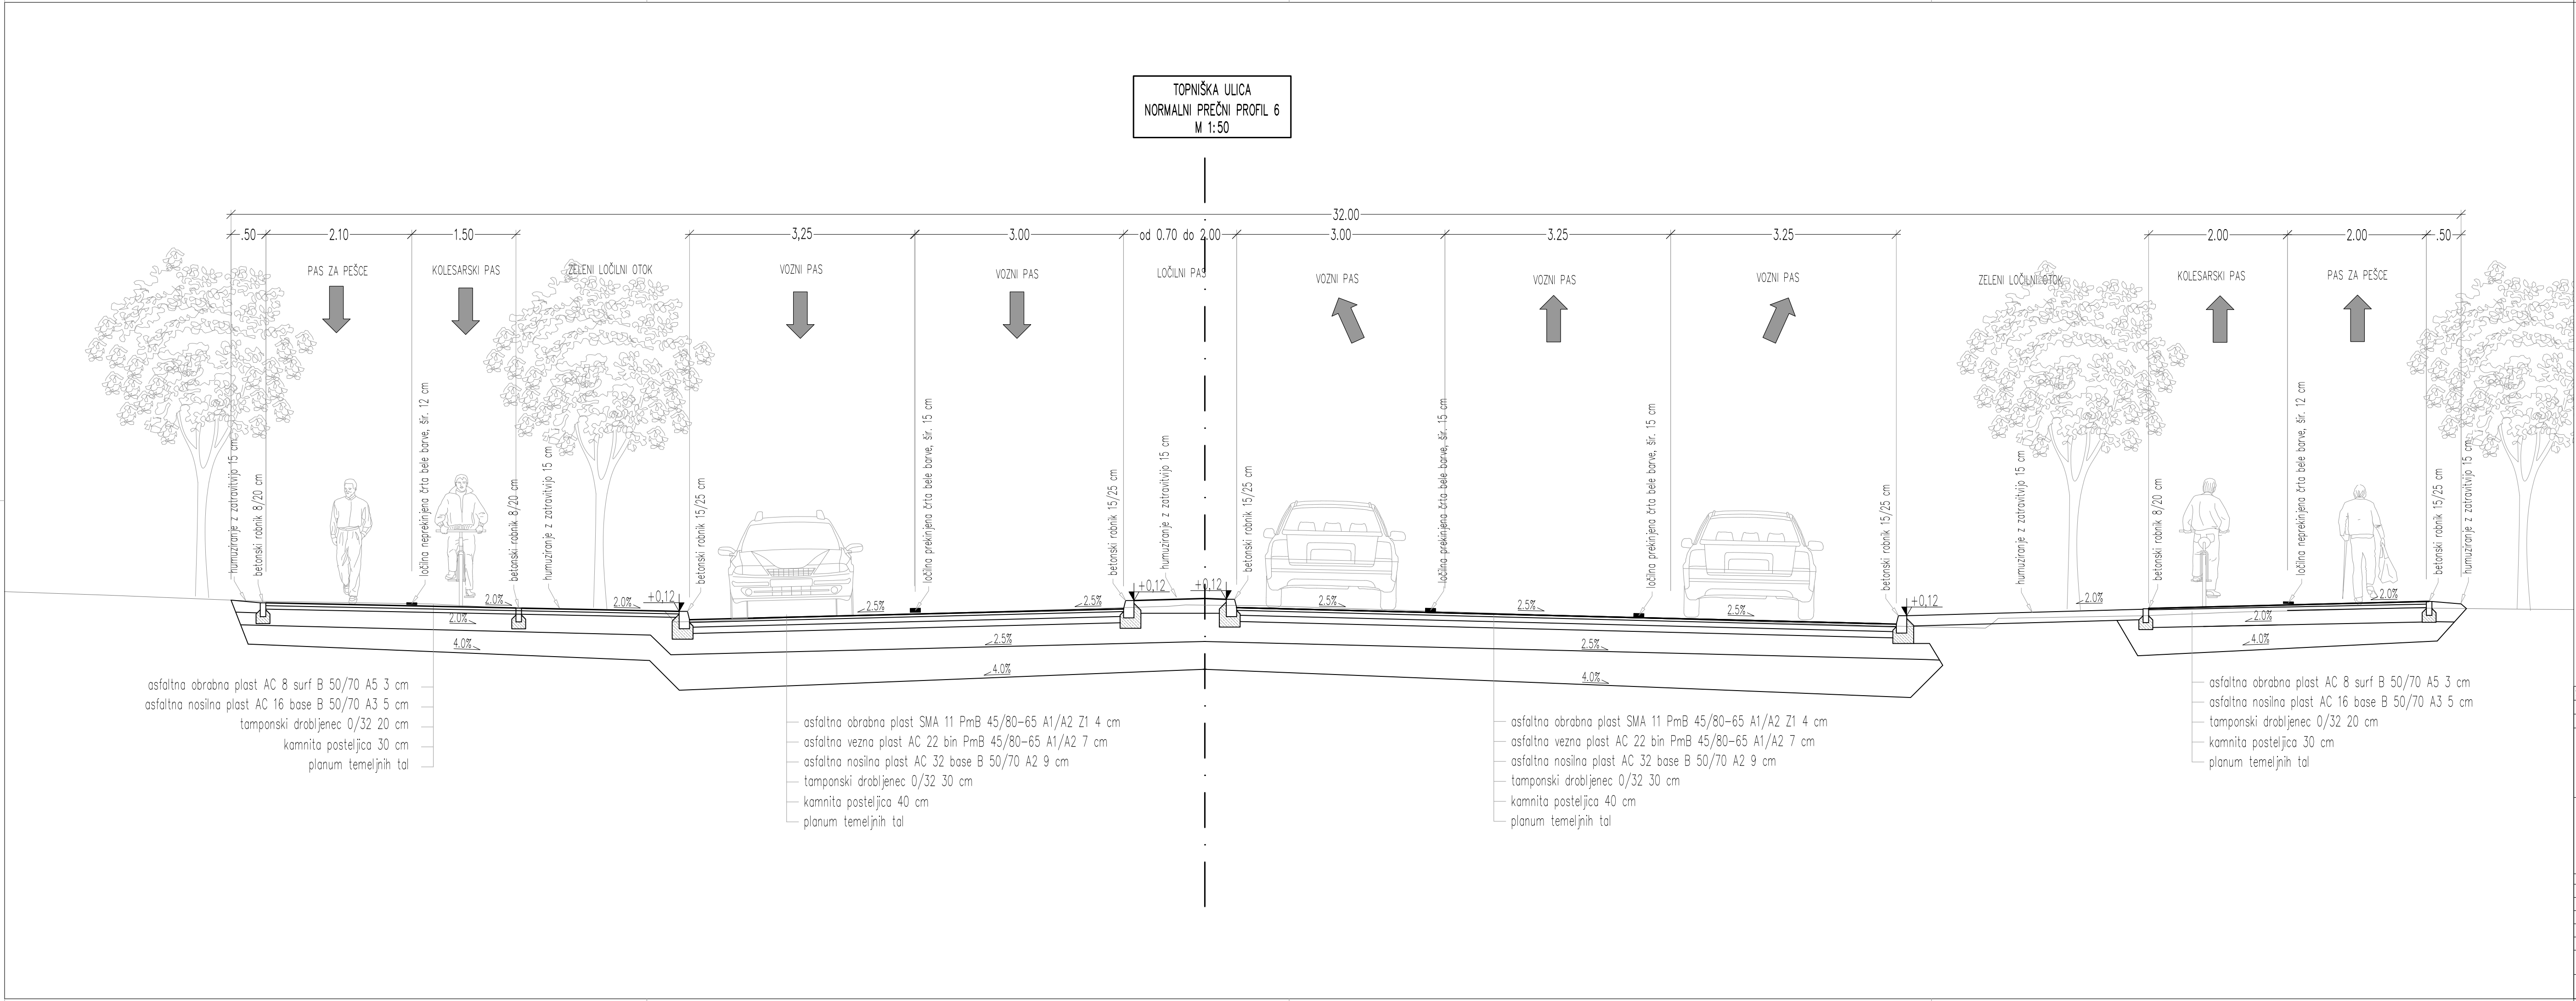 TOPNIŠKA ULICA
NORMALNI PREČNI PROFIL 6
M 1:50
32.00
.50
2.10
1.50
3,25
3.00
od 0.70 do 2.00
3.00
3.25
3.25
2.00
2.00
.50
PAS ZA PEŠCE
KOLESARSKI PAS
ZELENI LOČILNI OTOK
VOZNI PAS
VOZNI PAS
LOČILNI PAS
VOZNI PAS
VOZNI PAS
VOZNI PAS
ZELENI LOČILNI OTOK
KOLESARSKI PAS
PAS ZA PEŠCE
humuziranje z zatravitvijo 15 cm
betonski robnik 8/20 cm
ločilna neprekinjena črta bele barve, šir. 12 cm
betonski robnik 8/20 cm
humuziranje z zatravitvijo 15 cm
betonski robnik 15/25 cm
ločilna prekinjena črta bele barve, šir. 15 cm
betonski robnik 15/25 cm
humuziranje z zatravitvijo 15 cm
betonski robnik 15/25 cm
ločilna prekinjena črta bele barve, šir. 15 cm
ločilna prekinjena črta bele barve, šir. 15 cm
betonski robnik 15/25 cm
humuziranje z zatravitvijo 15 cm
betonski robnik 8/20 cm
ločilna neprekinjena črta bele barve, šir. 12 cm
betonski robnik 15/25 cm
humuziranje z zatravitvijo 15 cm
2.0%
2.0%
+0,12
2.5%
2.5%
+0,12
+0,12
2.5%
2.5%
2.5%
+0,12
2.0%
2.0%
2.0%
4.0%
2.5%
4.0%
2.5%
4.0%
2.0%
4.0%
asfaltna obrabna plast AC 8 surf B 50/70 A5 3 cm
asfaltna nosilna plast AC 16 base B 50/70 A3 5 cm
tamponski drobljenec 0/32 20 cm
kamnita posteljica 30 cm
planum temeljnih tal
asfaltna obrabna plast SMA 11 PmB 45/80-65 A1/A2 Z1 4 cm
asfaltna vezna plast AC 22 bin PmB 45/80-65 A1/A2 7 cm
asfaltna nosilna plast AC 32 base B 50/70 A2 9 cm
tamponski drobljenec 0/32 30 cm
kamnita posteljica 40 cm
planum temeljnih tal
asfaltna obrabna plast SMA 11 PmB 45/80-65 A1/A2 Z1 4 cm
asfaltna vezna plast AC 22 bin PmB 45/80-65 A1/A2 7 cm
asfaltna nosilna plast AC 32 base B 50/70 A2 9 cm
tamponski drobljenec 0/32 30 cm
kamnita posteljica 40 cm
planum temeljnih tal
asfaltna obrabna plast AC 8 surf B 50/70 A5 3 cm
asfaltna nosilna plast AC 16 base B 50/70 A3 5 cm
tamponski drobljenec 0/32 20 cm
kamnita posteljica 30 cm
planum temeljnih tal